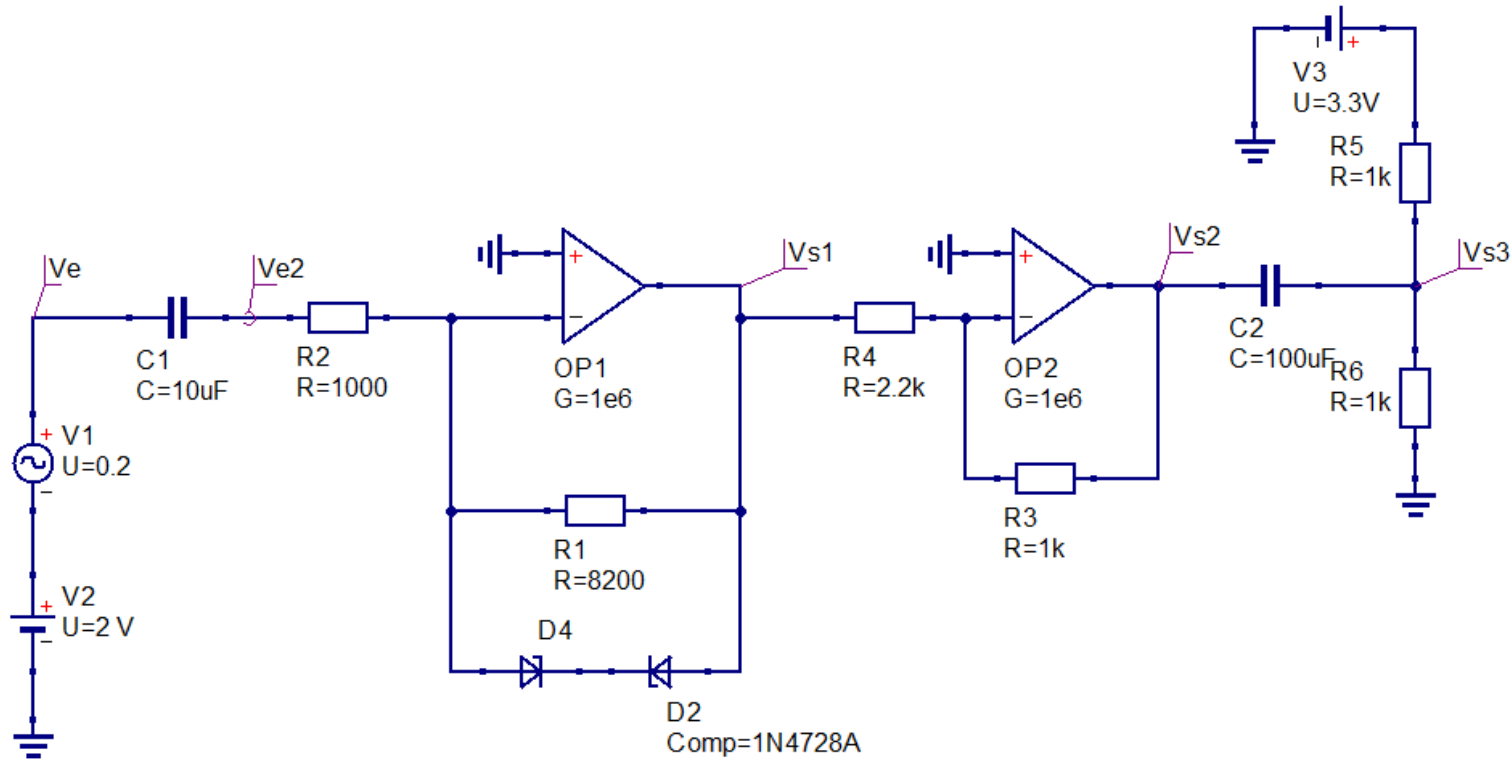 V3
U=3.3V
R5
R=1k
Ve
Ve2
Vs1
Vs2
Vs3
C1
C=10uF
R2
R=1000
OP1
G=1e6
R4
R=2.2k
OP2
G=1e6
C2
C=100uF
R6
R=1k
V1
U=0.2
R3
R=1k
R1
R=8200
V2
U=2 V
D4
D2
Comp=1N4728A